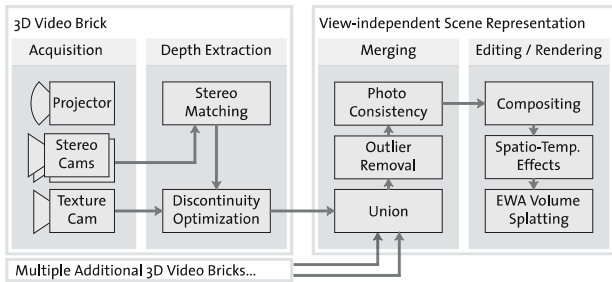 3D Video Brick
Acquisition
Depth Extraction
Projector
Stereo
Cams
Texture
Cam
Stereo
Matching
Discontinuity
Optimization
View-independent Scene Representation
Merging
Editing / Rendering
Photo
Consistency
Outlier
Removal
Union
Compositing
Spatio-Temp.
Effects
EWA Volume
Splatting
Multiple Additional 3D Video Bricks...